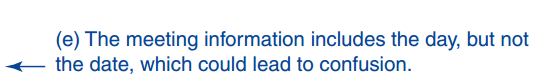 (e) The meeting information includes the day, but not
the date, which could lead to confusion.